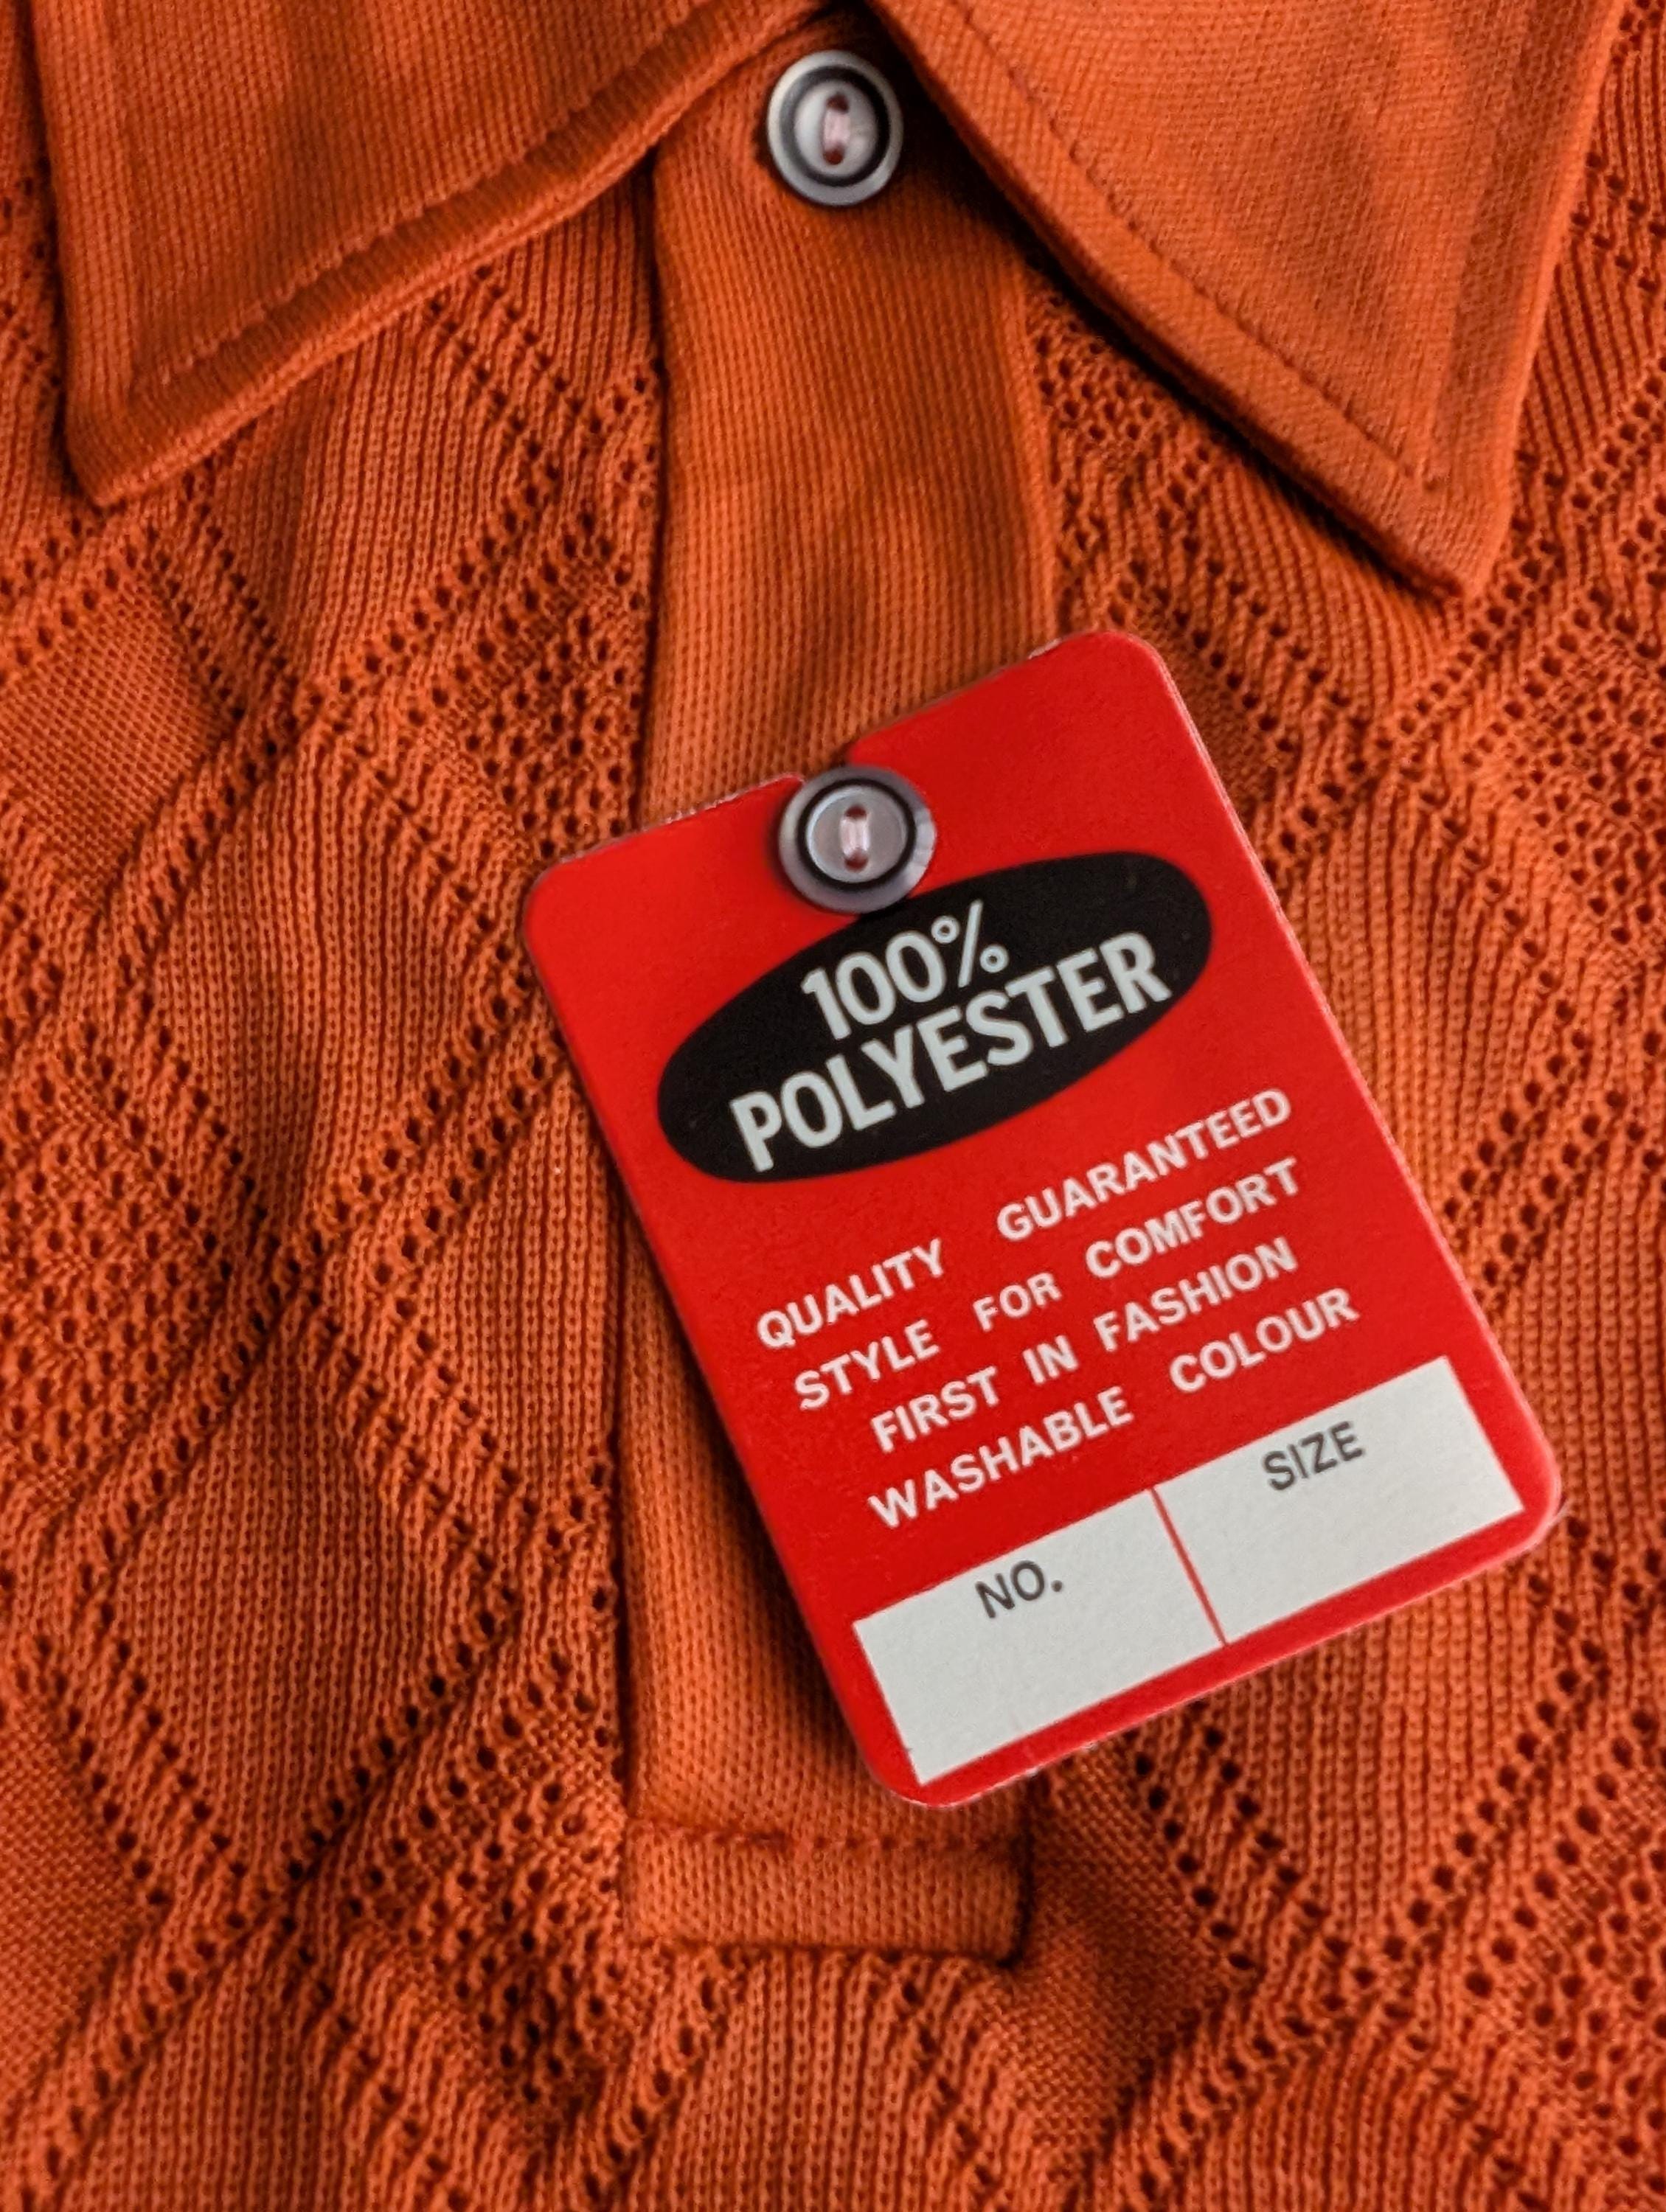 100%
POLYESTER
QUALITY GUARANTEED
STYLE FOR COMFORT
FIRST IN FASHION
WASHABLE COLOUR
NO. SIZE